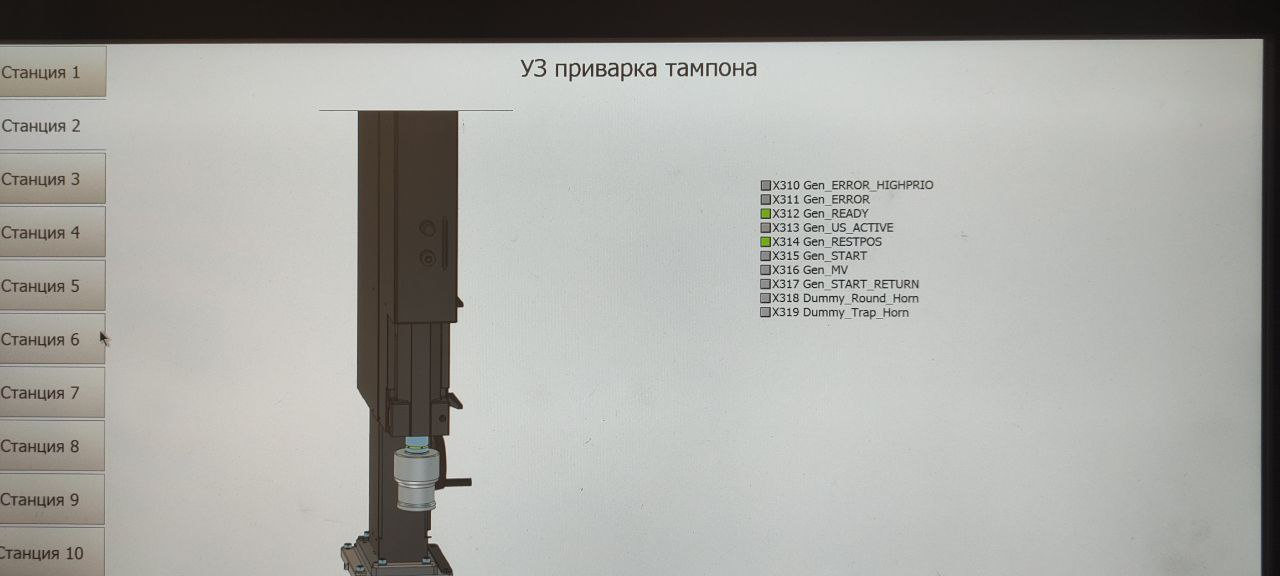 УЗ приварка тампона
Станция 1
Станция 2
Станция 3
Станция 4
Станция 5
Станция 6
Станция 7
Станция 8
Станция 9
Станция 10
X310 Gen_ERROR_HIGHPRIO
X311 Gen_ERROR
X312 Gen_READY
X313 Gen_US_ACTIVE
X314 Gen_RESTPOS
X315 Gen_START
X316 Gen_MV
X317 Gen_START_RETURN
X318 Dummy_Round_Horn
X319 Dummy_Trap_Horn